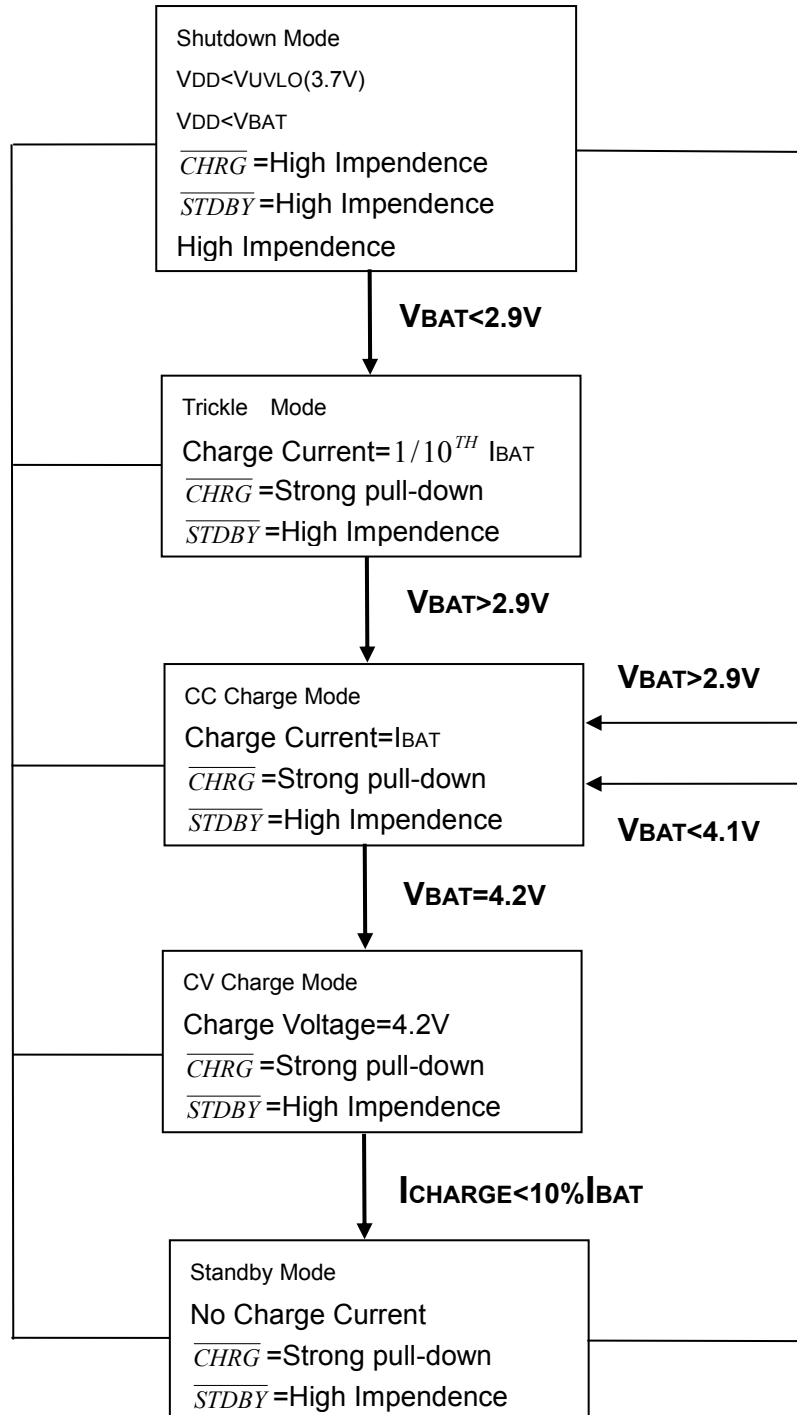 Shutdown Mode
VDD<VUVLO(3.7V)
VDD<VBAT
CHRG=High Impendence
STDBY=High Impendence
High Impendence
VBAT<2.9V
Trickle Mode
Charge Current=1/10TH IBAT
CHRG=Strong pull-down
STDBY=High Impendence
VBAT>2.9V
VBAT>2.9V
CC Charge Mode
Charge Current=IBAT
CHRG=Strong pull-down
STDBY=High Impendence
VBAT<4.1V
VBAT=4.2V
CV Charge Mode
Charge Voltage=4.2V
CHRG=Strong pull-down
STDBY=High Impendence
ICHARGE<10%IBAT
Standby Mode
No Charge Current
CHRG=Strong pull-down
STDBY=High Impendence